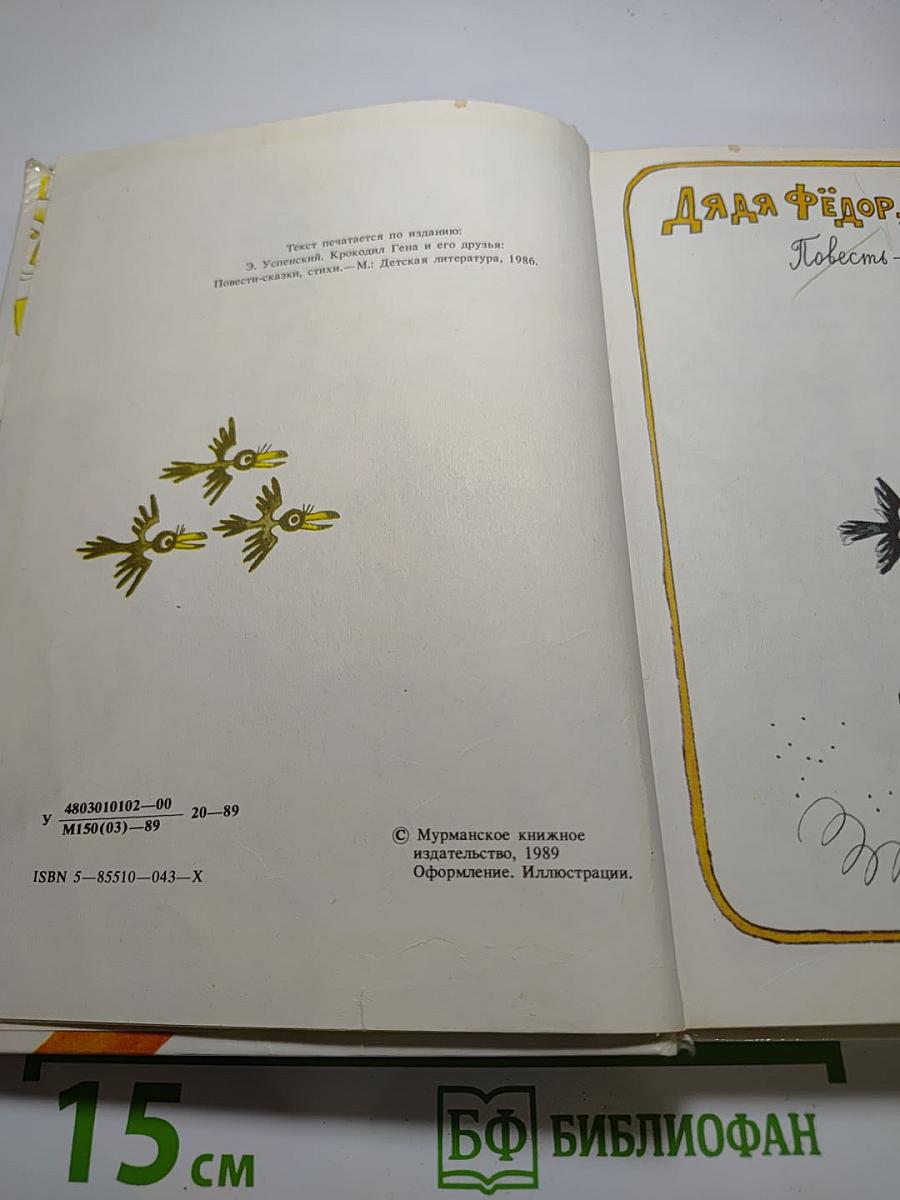 Текст печатается по изданию:
Э. Успенский. Крокодил Гена и его друзья:
Повести-сказки, стихи.—М.: Детская литература, 1986.
У 4803010102—00
М150(03)—89 20—89
ISBN 5—85510—043—X
© Мурманское книжное
издательство, 1989
Оформление. Иллюстрации.
ДЯДЯ ФЁДОР,
Повесть-
15 см
БФ БИБЛИОФАН